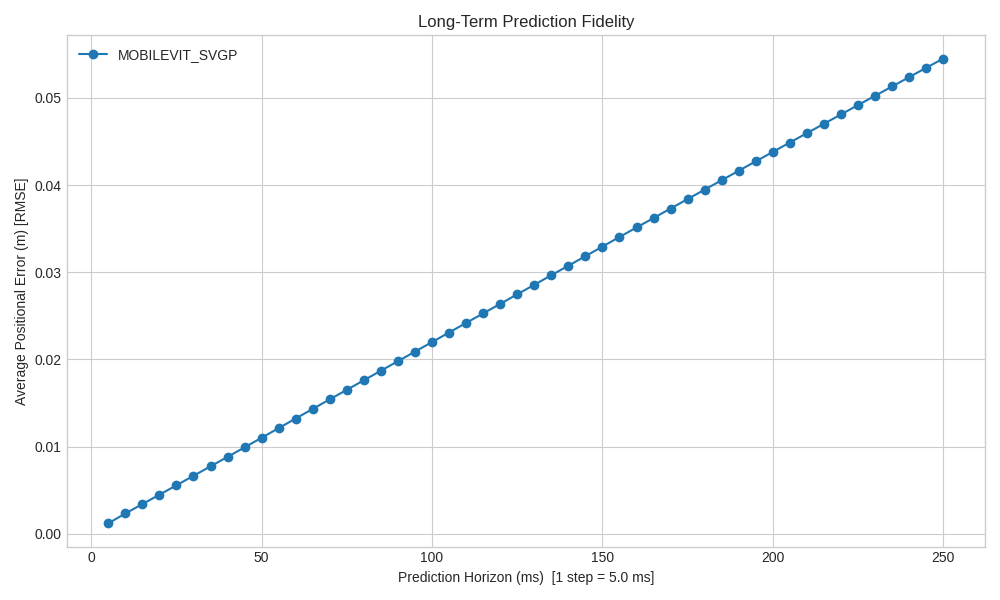 Long-Term Prediction Fidelity
MOBILEVIT_SVGP
Average Positional Error (m) [RMSE]
0.05
0.04
0.03
0.02
0.01
0.00
0 50 100 150 200 250
Prediction Horizon (ms) [1 step = 5.0 ms]